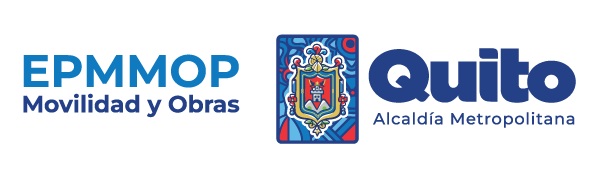 EPMMOP
Movilidad y Obras
Quito
Alcaldía Metropolitana